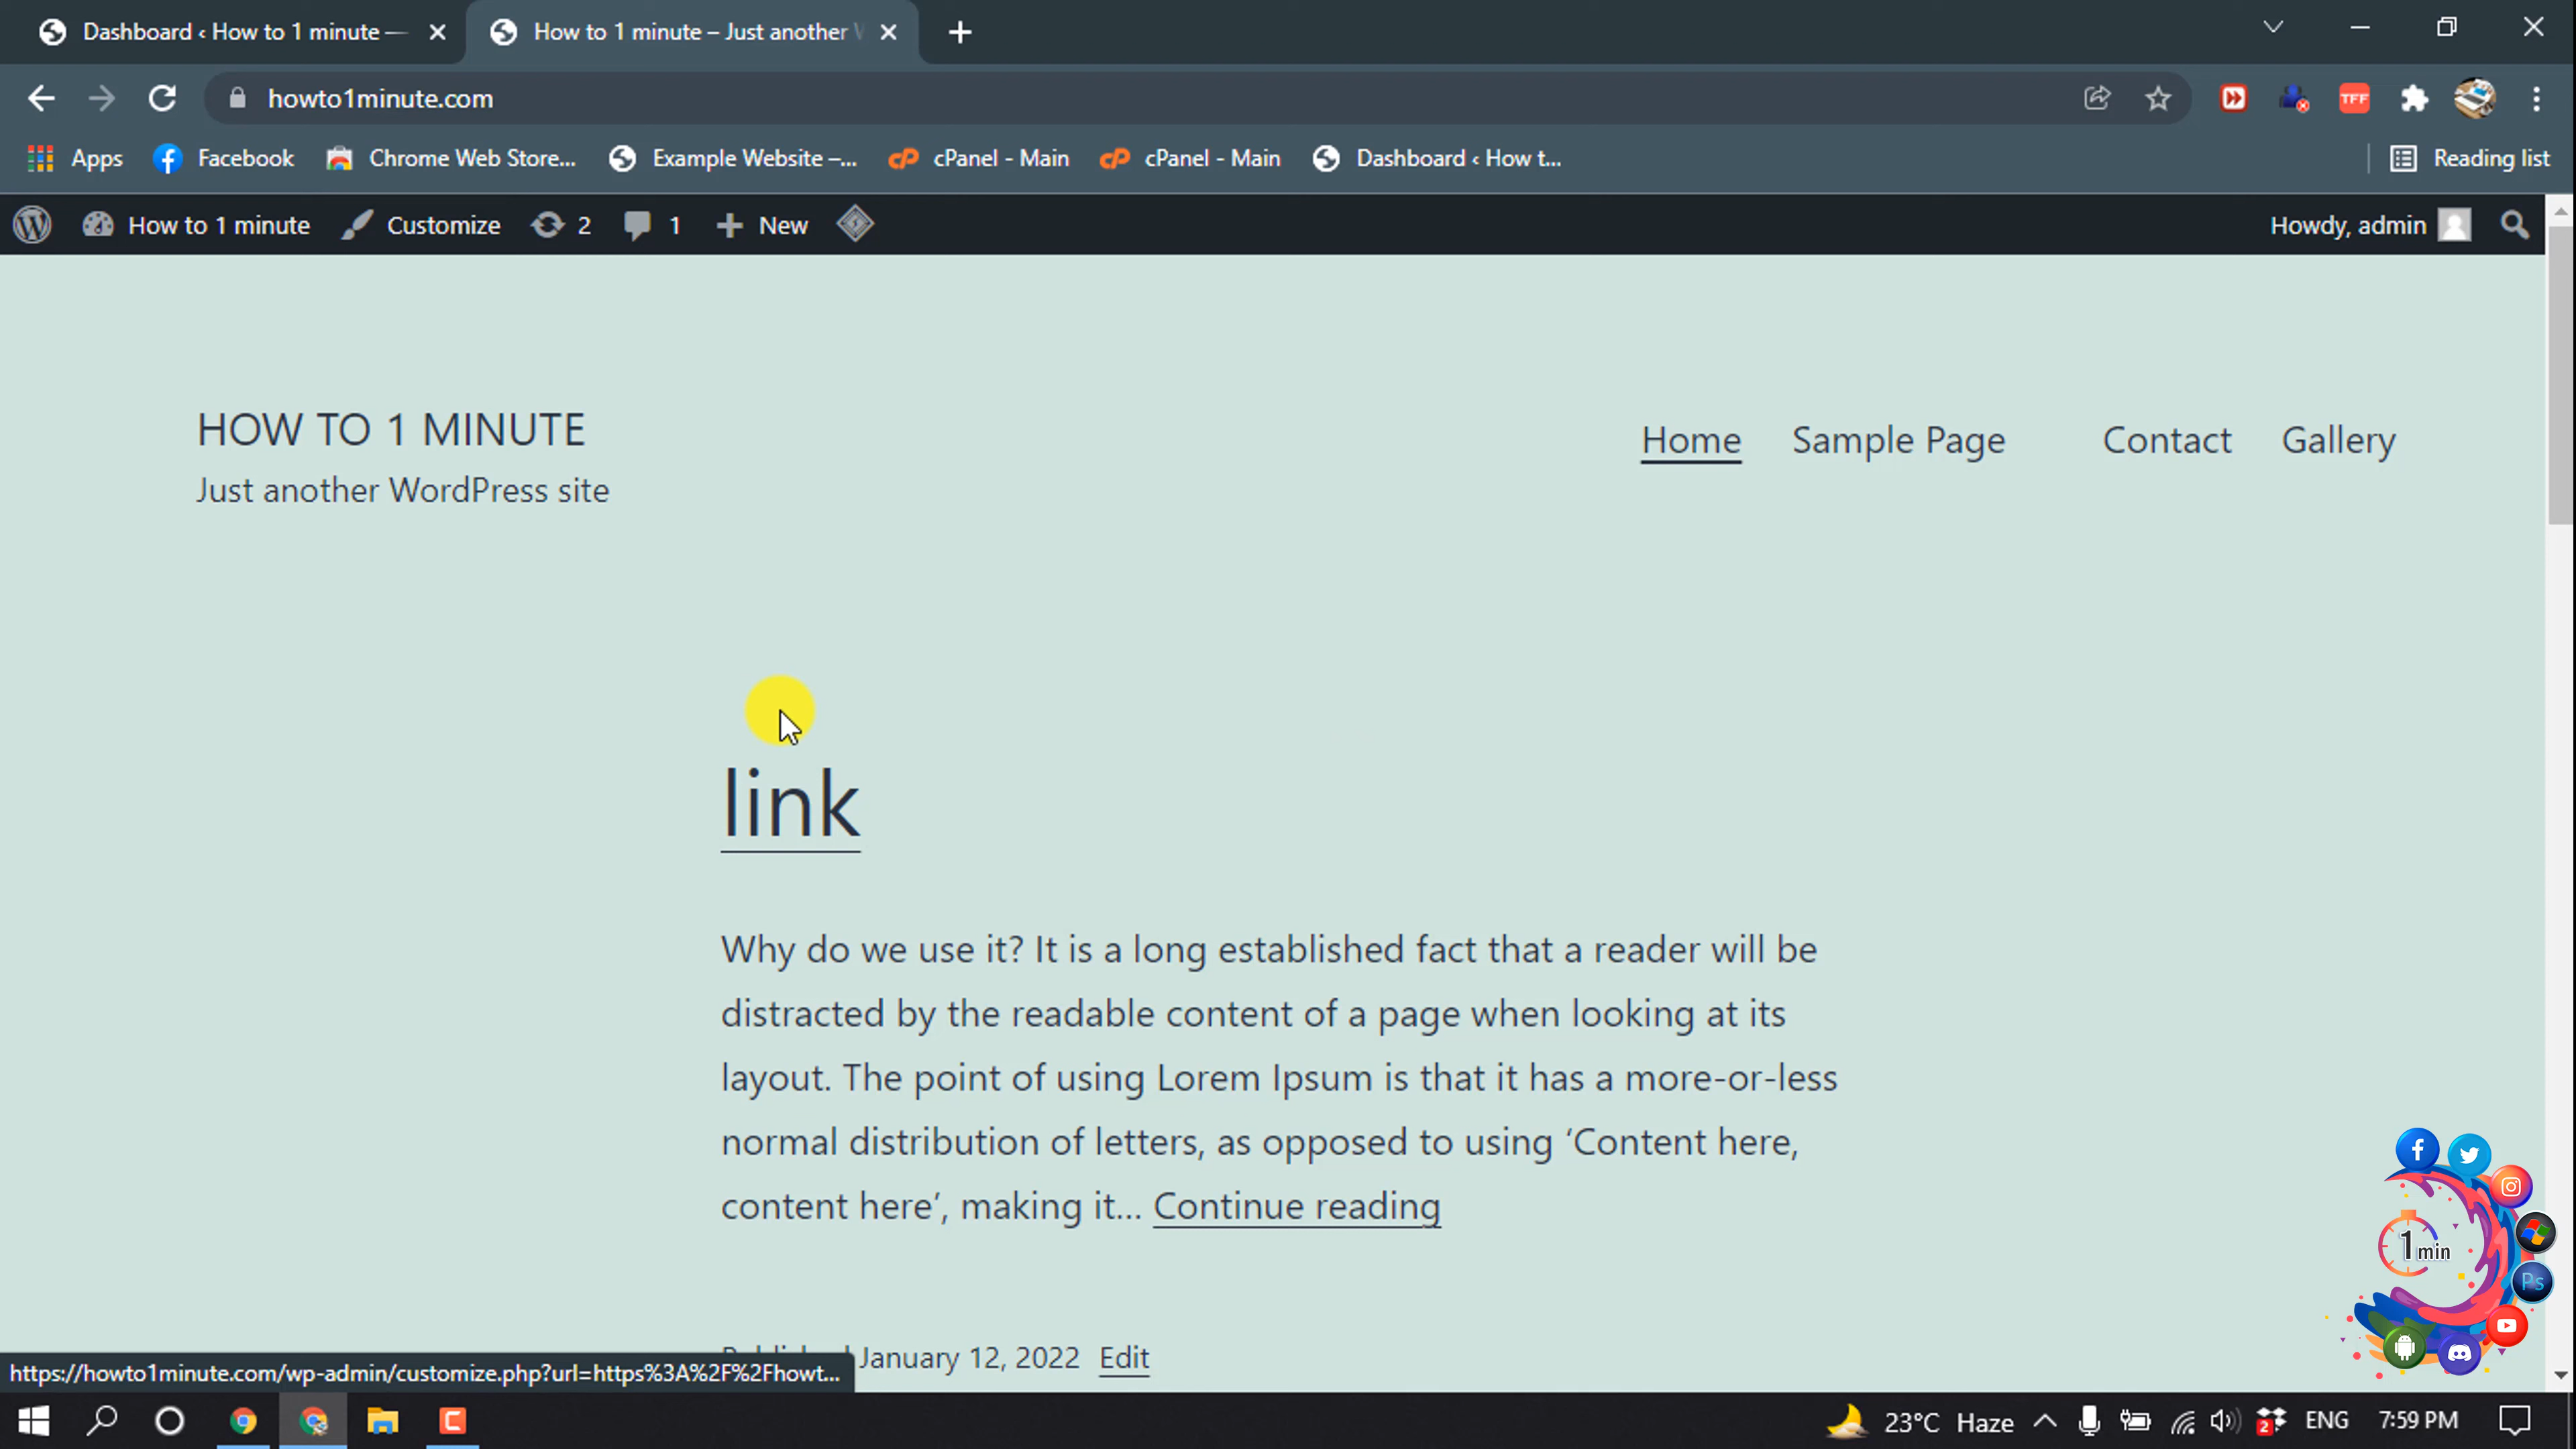 Dashboard ‹ How to 1 minute —
How to 1 minute – Just another W
howto1minute.com
TFF
Apps
Facebook
Chrome Web Store...
Example Website –...
cPanel - Main
cPanel - Main
Dashboard ‹ How t...
Reading list
How to 1 minute
Customize
2
1
New
Howdy, admin
HOW TO 1 MINUTE
Just another WordPress site
Home
Sample Page
Contact
Gallery
link
Why do we use it? It is a long established fact that a reader will be
distracted by the readable content of a page when looking at its
layout. The point of using Lorem Ipsum is that it has a more-or-less
normal distribution of letters, as opposed to using ‘Content here,
content here’, making it... Continue reading
January 12, 2022 Edit
1 min
Ps
https://howto1minute.com/wp-admin/customize.php?url=https%3A%2F%2Fhowt...
23°C Haze
2
ENG
7:59 PM